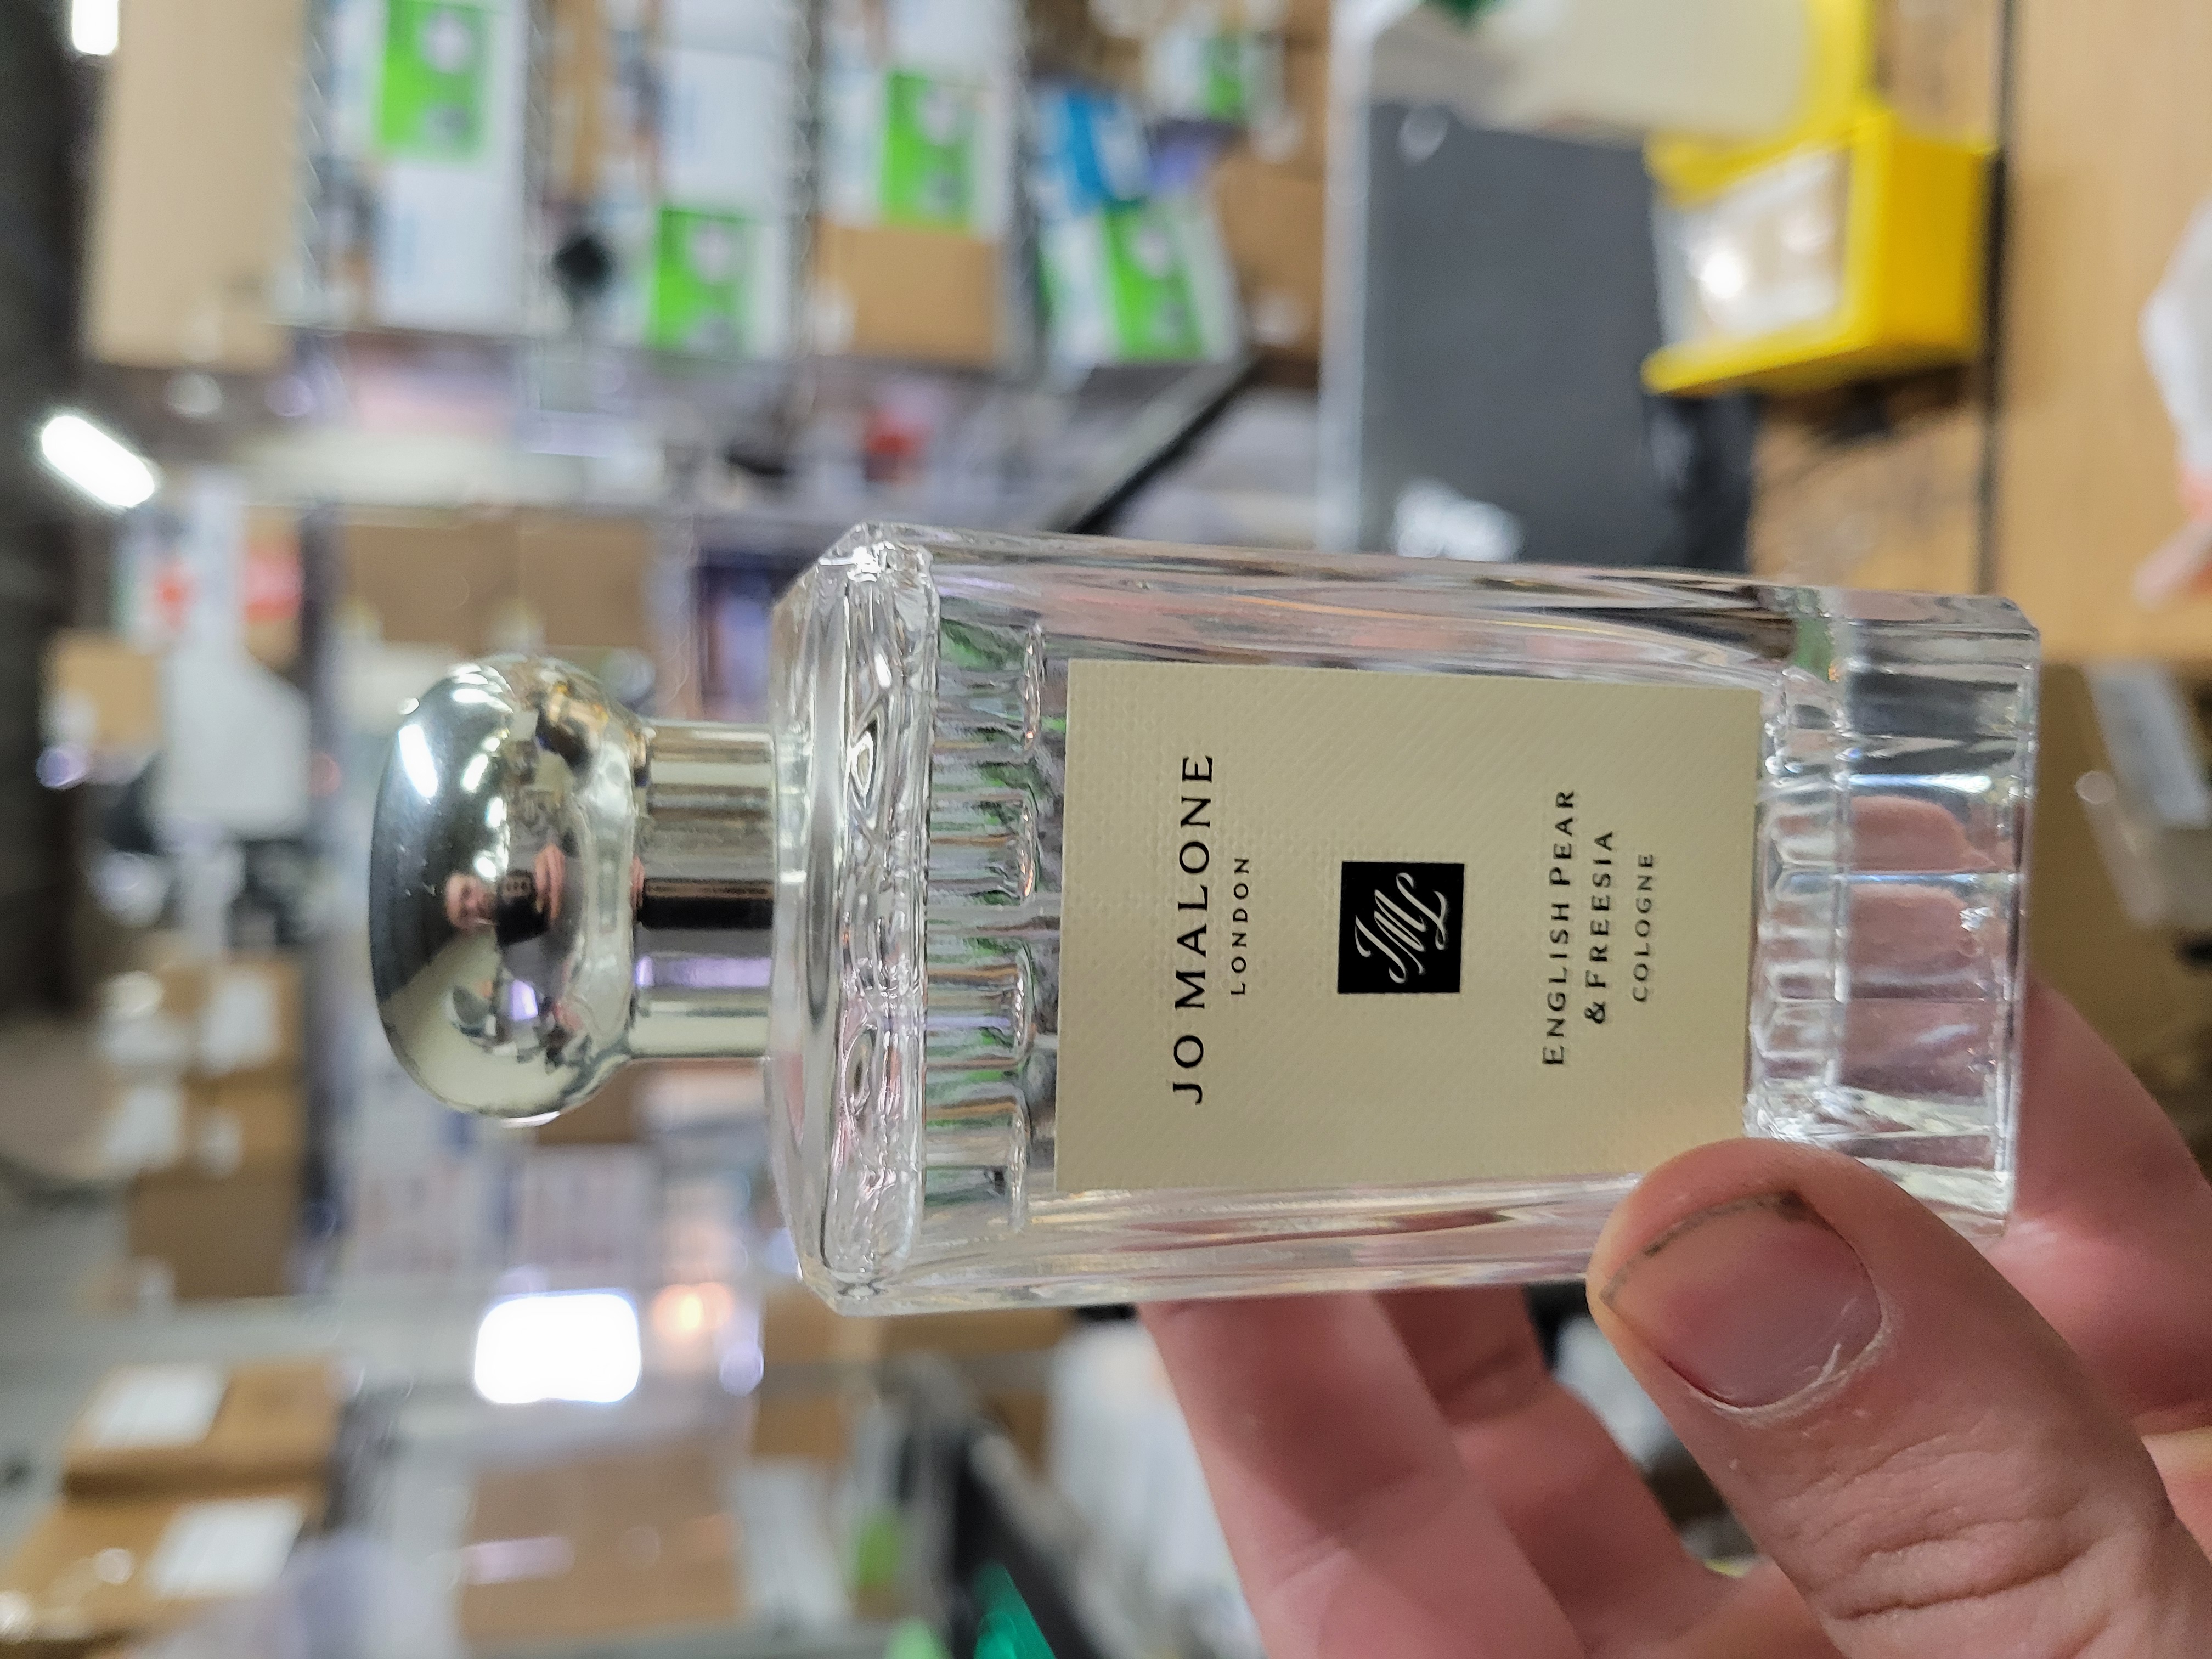 JO MALONE
LONDON
JML
ENGLISH PEAR
& FREESIA
COLOGNE